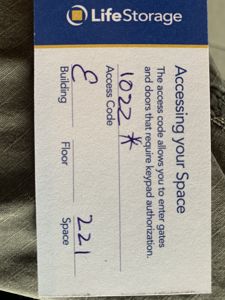 LifeStorage
Accessing your Space
The access code allows you to enter gates
and doors that require keypad authorization.
1022 *
Access Code
E 221
Building Floor Space